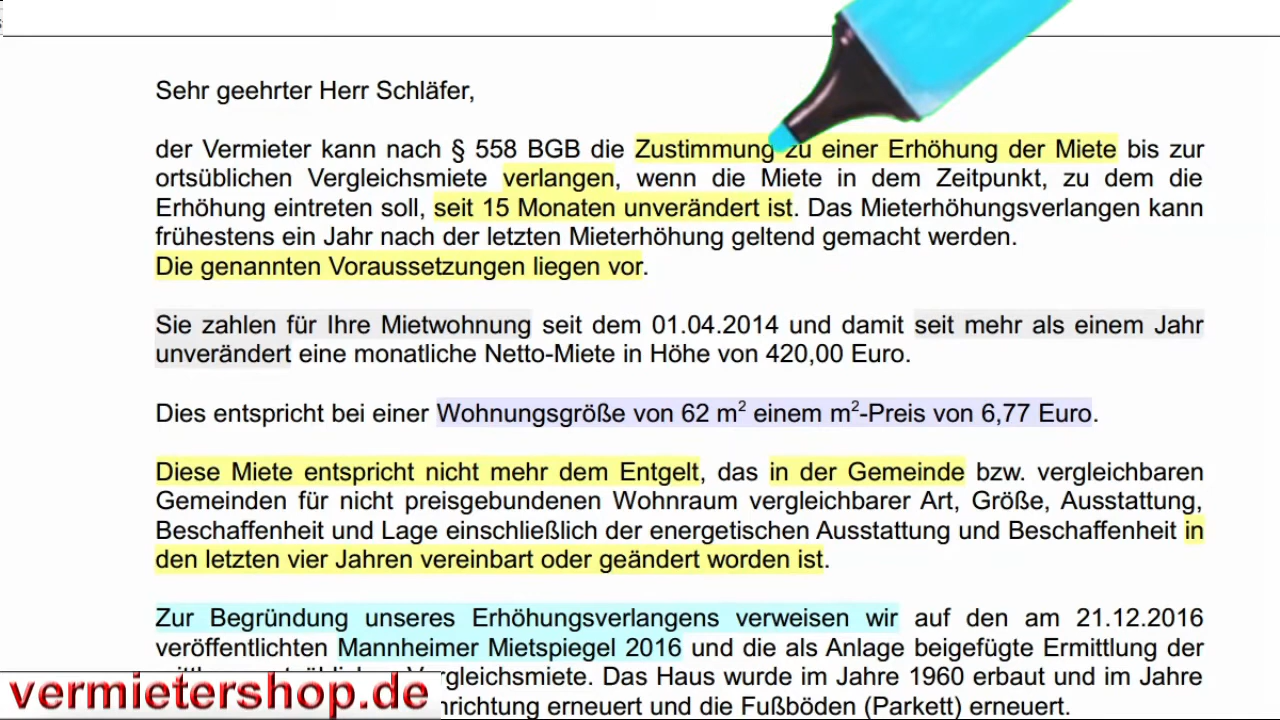 Sehr geehrter Herr Schläfer,
der Vermieter kann nach § 558 BGB die Zustimmung zu einer Erhöhung der Miete bis zur
ortsüblichen Vergleichsmiete verlangen, wenn die Miete in dem Zeitpunkt, zu dem die
Erhöhung eintreten soll, seit 15 Monaten unverändert ist. Das Mieterhöhungsverlangen kann
frühestens ein Jahr nach der letzten Mieterhöhung geltend gemacht werden.
Die genannten Voraussetzungen liegen vor.
Sie zahlen für Ihre Mietwohnung seit dem 01.04.2014 und damit seit mehr als einem Jahr
unverändert eine monatliche Netto-Miete in Höhe von 420,00 Euro.
Dies entspricht bei einer Wohnungsgröße von 62 m² einem m²-Preis von 6,77 Euro.
Diese Miete entspricht nicht mehr dem Entgelt, das in der Gemeinde bzw. vergleichbaren
Gemeinden für nicht preisgebundenen Wohnraum vergleichbarer Art, Größe, Ausstattung,
Beschaffenheit und Lage einschließlich der energetischen Ausstattung und Beschaffenheit in
den letzten vier Jahren vereinbart oder geändert worden ist.
Zur Begründung unseres Erhöhungsverlangens verweisen wir auf den am 21.12.2016
veröffentlichten Mannheimer Mietspiegel 2016 und die als Anlage beigefügte Ermittlung der
Das Haus wurde im Jahre 1960 erbaut und im Jahre
erneuert und die Fußböden (Parkett) erneuert.
vermietershop.de